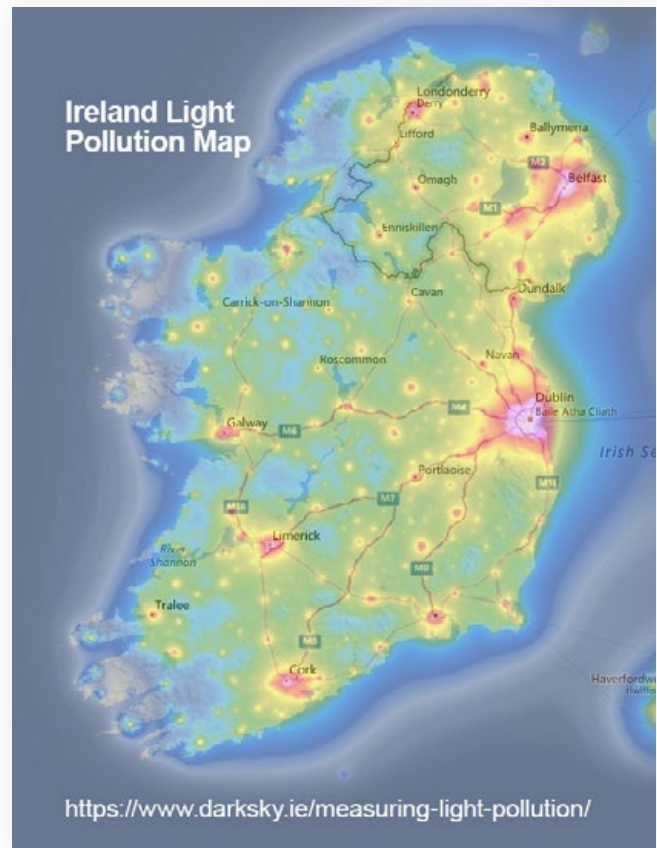 Ireland Light
Pollution Map
Londonderry
Derry
Lifford
Ballymena
M2
Omagh
Belfast
M1
Enniskillen
Dundalk
Cavan
Carrick-on-Shannon
Navan
Roscommon
Dublin
Baile Átha Cliath
M4
Galway
M6
Irish Se
Portlaoise
M11
M7
M18
Limerick
River
Shannon
M9
Tralee
M8
Cork
Haverfordwe
https://www.darksky.ie/measuring-light-pollution/